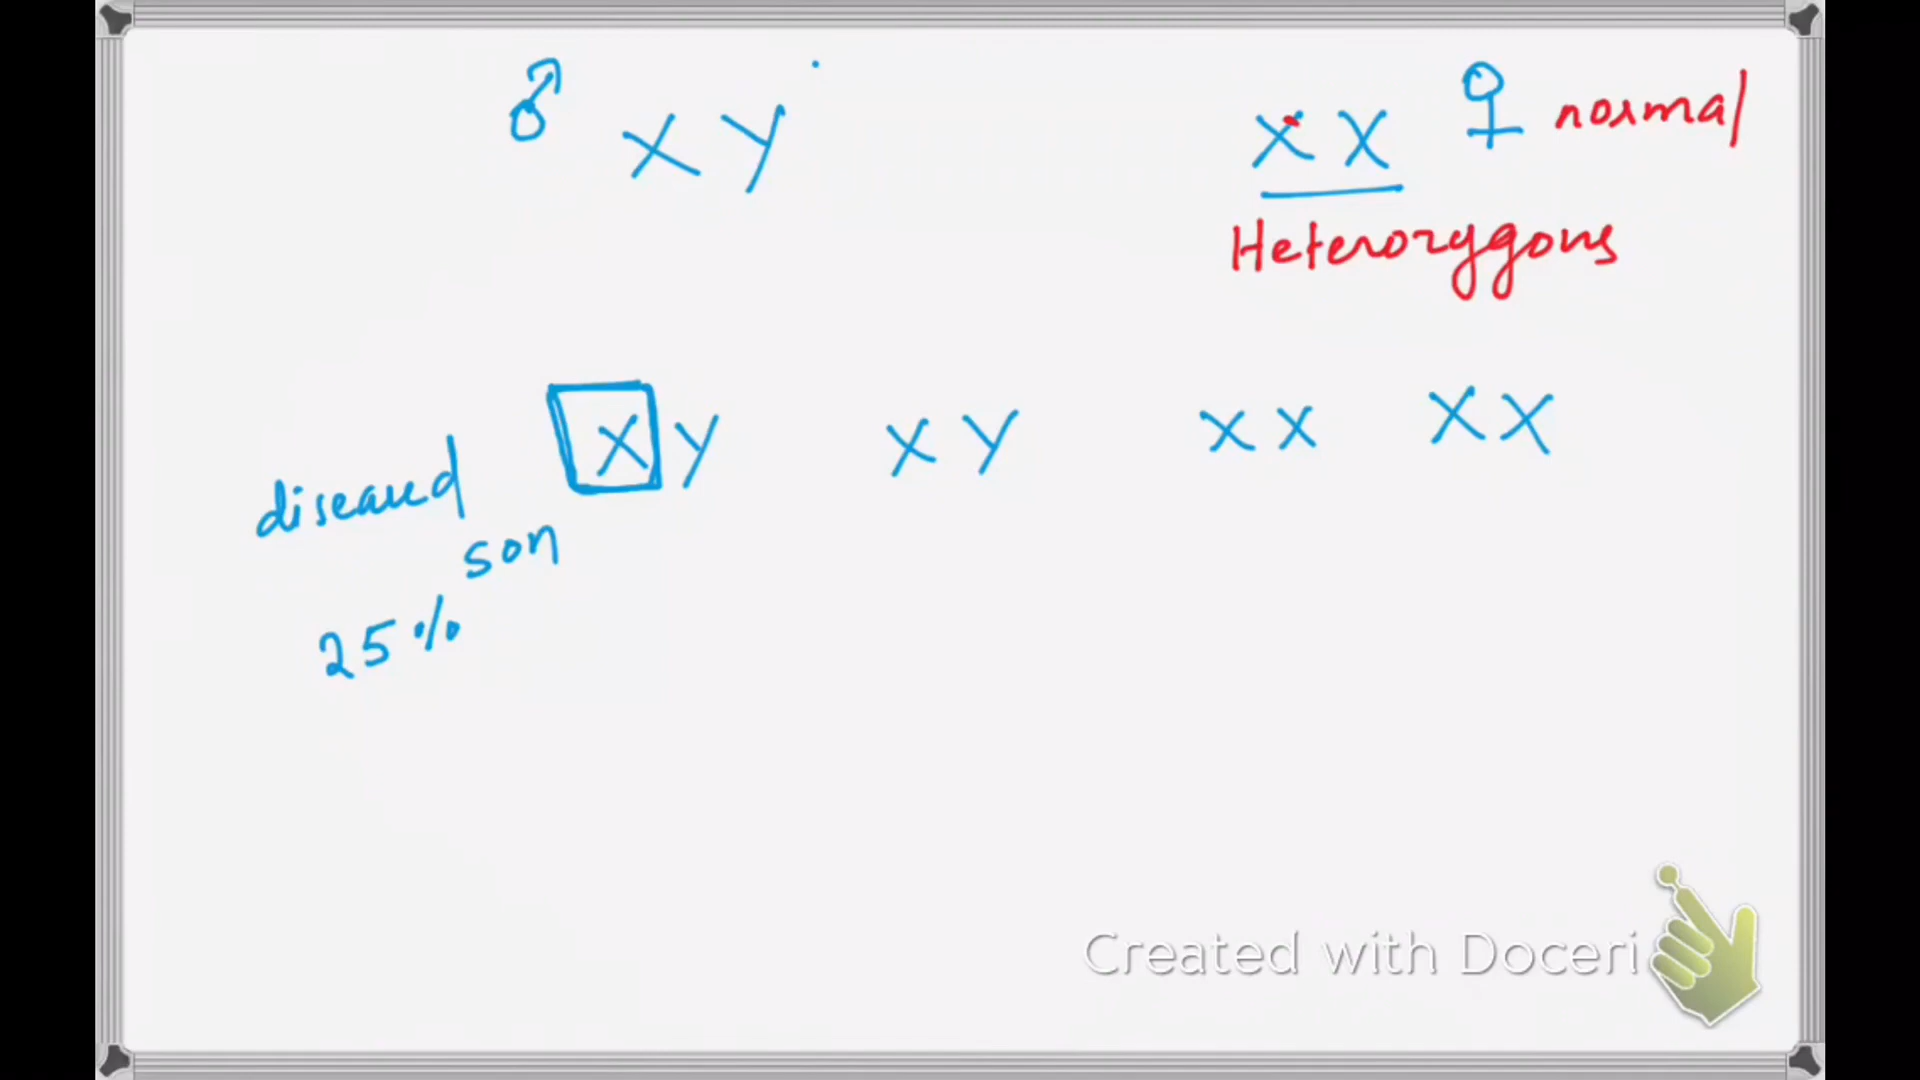 ♂ X Y
X X ♀ normal
Heterozygous
X Y X Y X X X X
diseased
son
25%
Created with Doceri